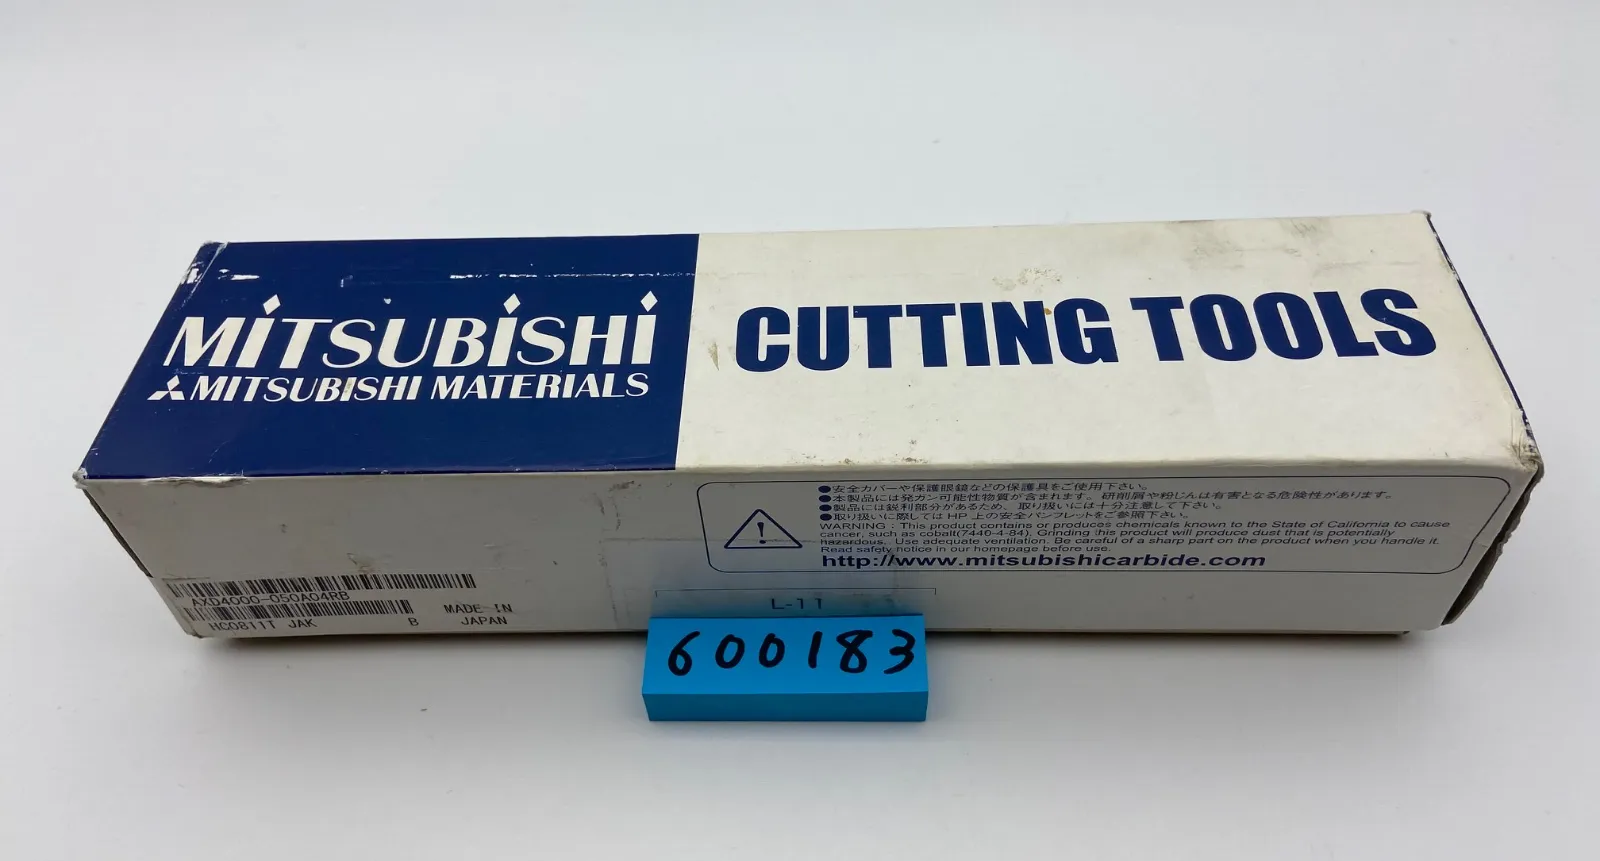 MITSUBISHI
MITSUBISHI MATERIALS
CUTTING TOOLS
●安全カバーや保護眼鏡などの保護具をご使用下さい。
●本製品には発ガン可能性物質が含まれます。研削屑や粉じんは有害となる危険性があります。
●製品には鋭利部分があるため、取り扱いには十分注意して下さい。
●取り扱いに際しては HP 上の安全パンフレットをご参照下さい。
WARNING : This product contains or produces chemicals known to the State of California to cause
cancer, such as cobalt(7440-4-84). Grinding this product will produce dust that is potentially
hazardous. Use adequate ventilation. Be careful of a sharp part on the product when you handle it.
Read safety notice in our homepage before use.
http://www.mitsubishicarbide.com
AXD4000-050A04RB
HC0811T JAK B
MADE IN
JAPAN
L-11
600183